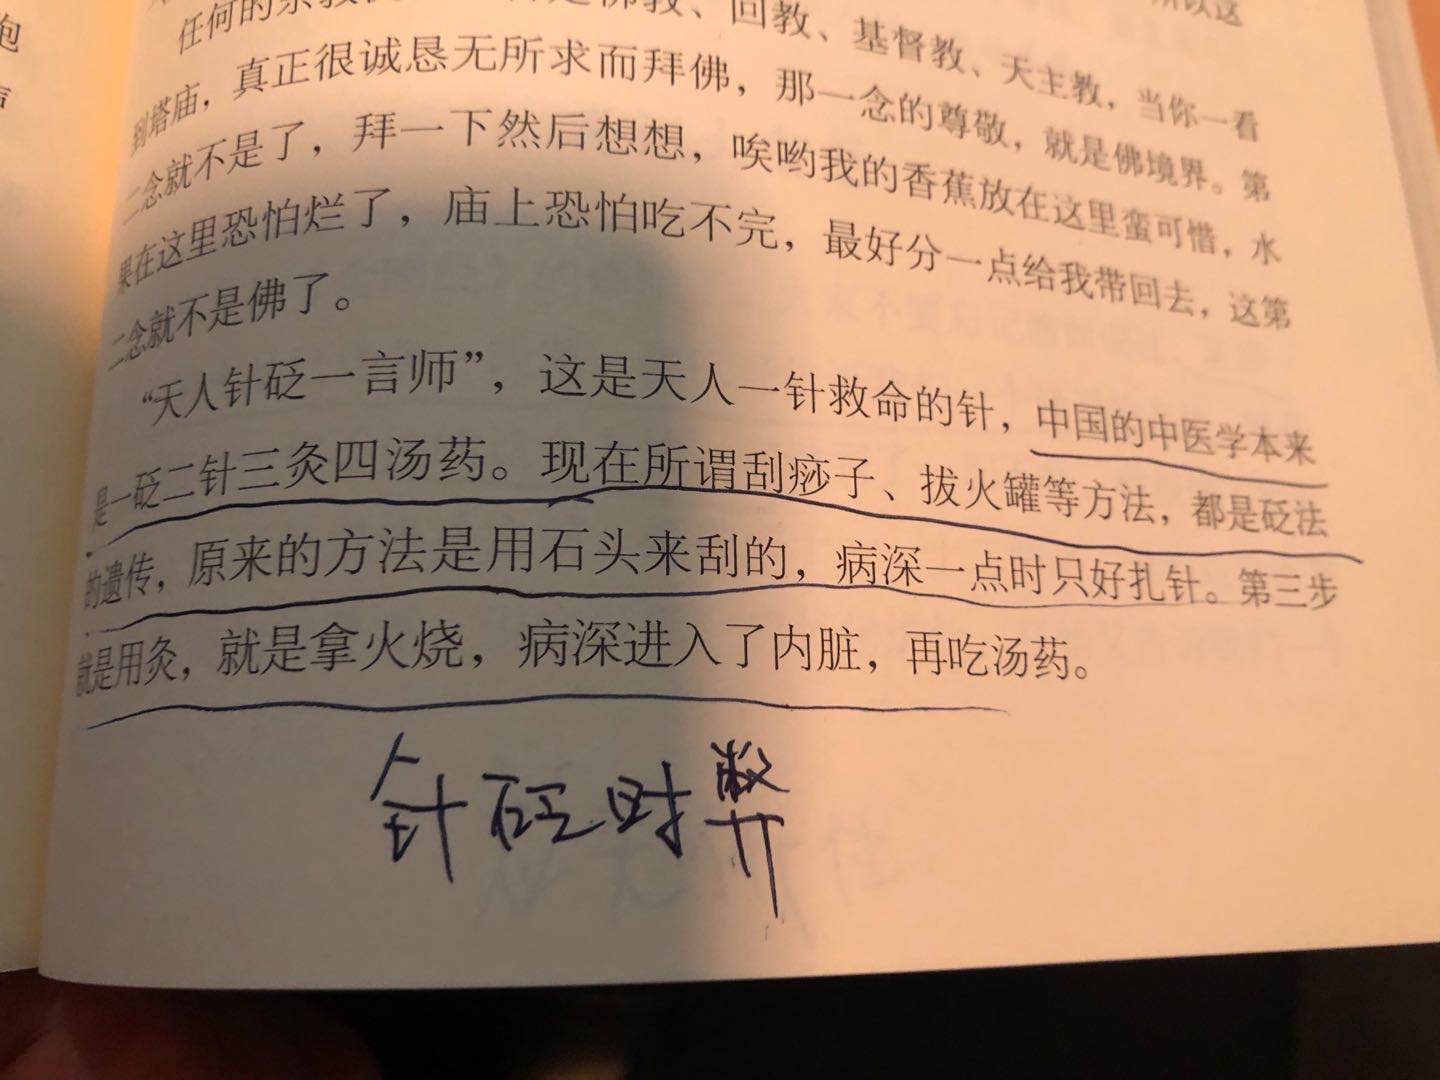 所以这
任何的宗教
佛教、回教、基督教、天主教，当你一看
到塔庙，真正很诚恳无所求而拜佛，那一念的尊敬，就是佛境界。第
二念就不是了，拜一下然后想想，唉哟我的香蕉放在这里蛮可惜，水
果在这里恐怕烂了，庙上恐怕吃不完，最好分一点给我带回去，这第
二念就不是佛了。
“天人针砭一言师”，这是天人一针救命的针，中国的中医学本来
是一砭二针三灸四汤药。现在所谓刮痧子、拔火罐等方法，都是砭法
的遗传，原来的方法是用石头来刮的，病深一点时只好扎针。第三步
就是用灸，就是拿火烧，病深进入了内脏，再吃汤药。
针砭时弊